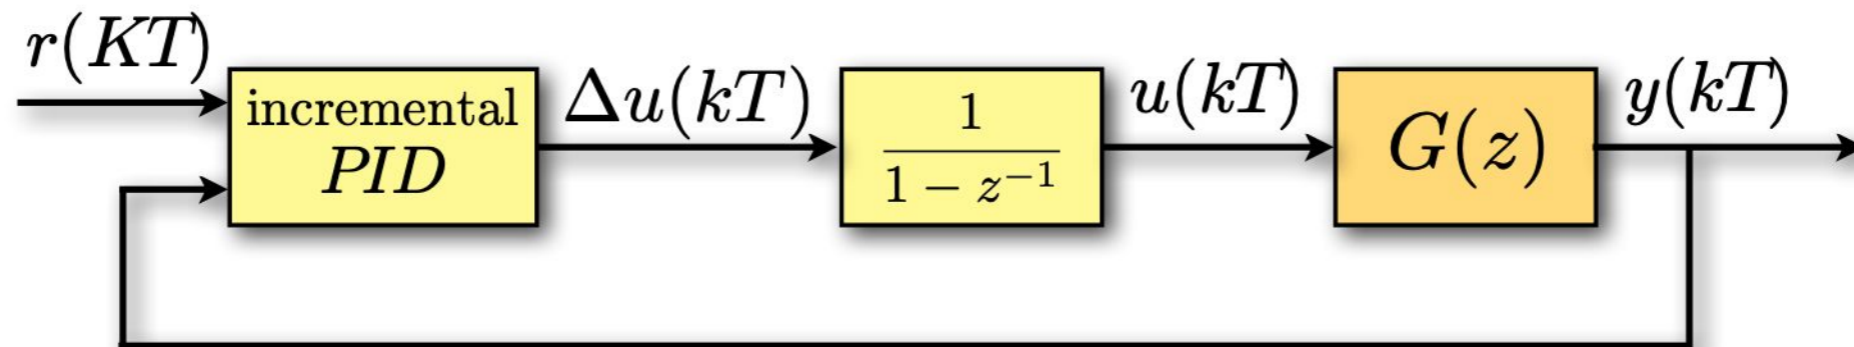 r(KT)
incremental
PID
Δu(kT)
1
1 − z⁻¹
u(kT)
G(z)
y(kT)